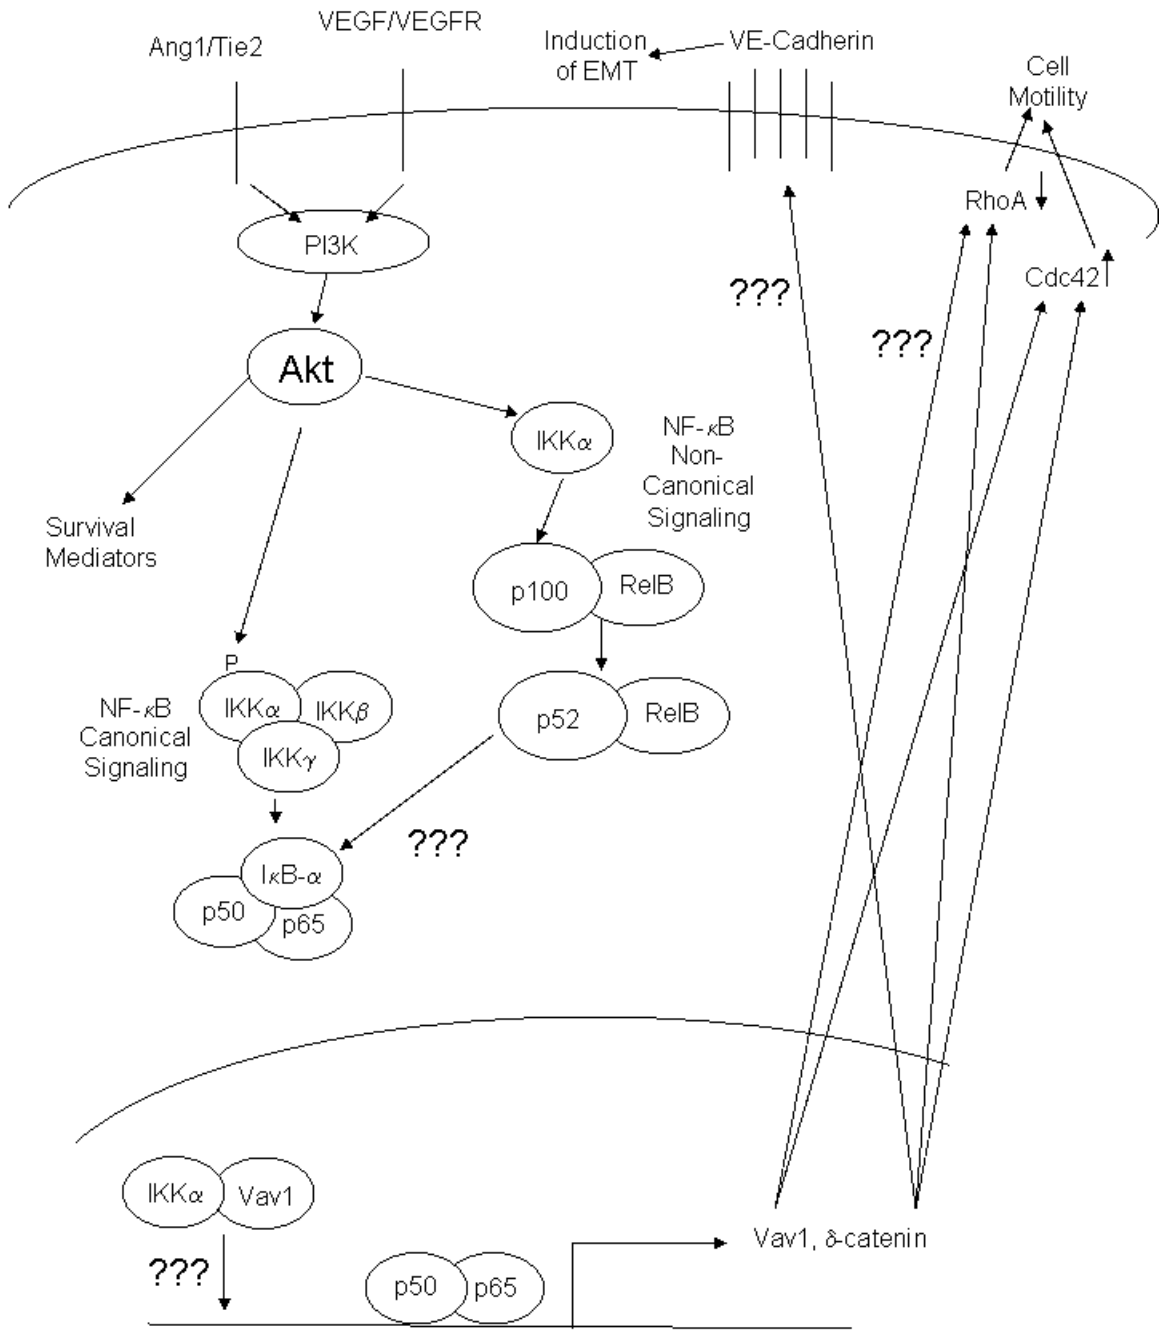 VEGF/VEGFR
Ang1/Tie2
Induction
of EMT
VE-Cadherin
Cell
Motility
RhoA
PI3K
Cdc42
???
???
Akt
IKKα
NF-κB
Non-
Canonical
Signaling
Survival
Mediators
p100
RelB
P
IKKα
IKKβ
IKKγ
NF-κB
Canonical
Signaling
p52
RelB
???
IκB-α
p50
p65
IKKα
Vav1
???
Vav1, δ-catenin
p50
p65